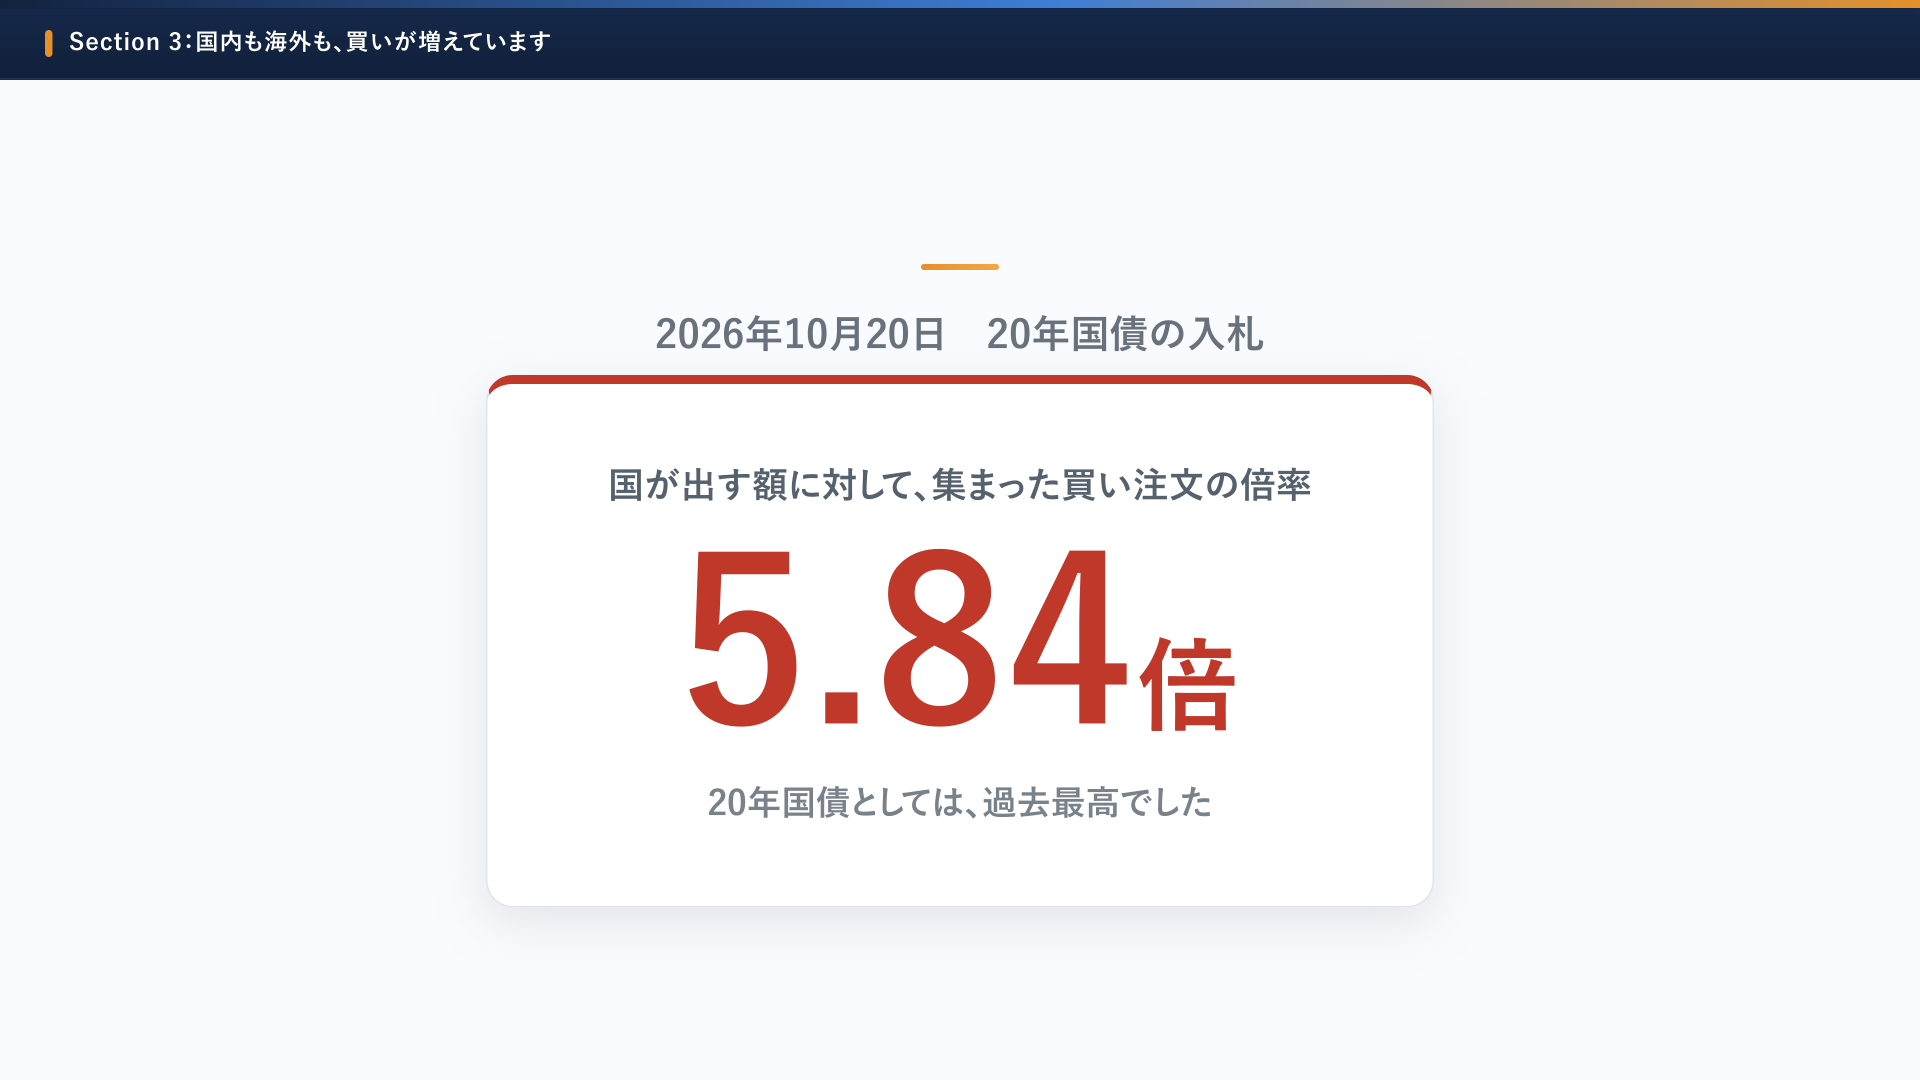 Section 3：国内も海外も、買いが増えています
2026年10月20日　20年国債の入札
国が出す額に対して、集まった買い注文の倍率
5.84倍
20年国債としては、過去最高でした